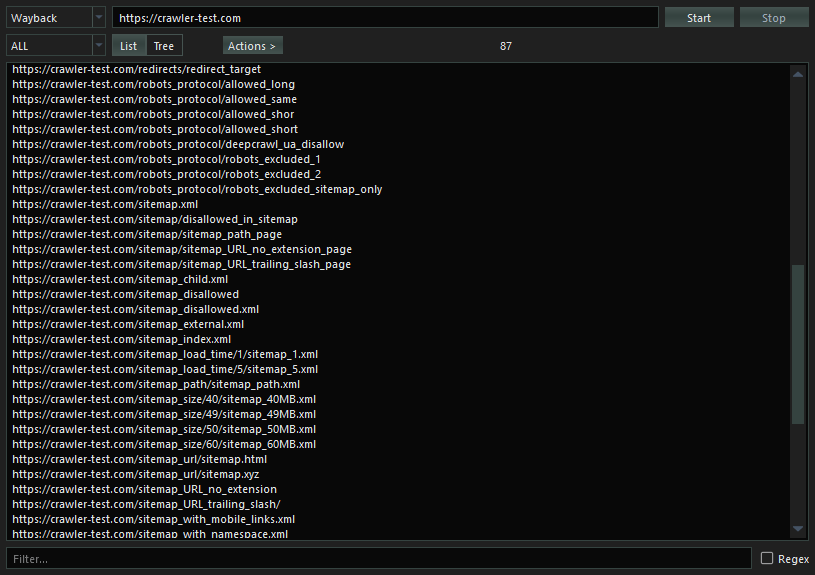 Wayback https://crawler-test.com Start Stop
ALL List Tree Actions > 87
https://crawler-test.com/redirects/redirect_target
https://crawler-test.com/robots_protocol/allowed_long
https://crawler-test.com/robots_protocol/allowed_same
https://crawler-test.com/robots_protocol/allowed_shor
https://crawler-test.com/robots_protocol/allowed_short
https://crawler-test.com/robots_protocol/deepcrawl_ua_disallow
https://crawler-test.com/robots_protocol/robots_excluded_1
https://crawler-test.com/robots_protocol/robots_excluded_2
https://crawler-test.com/robots_protocol/robots_excluded_sitemap_only
https://crawler-test.com/sitemap.xml
https://crawler-test.com/sitemap/disallowed_in_sitemap
https://crawler-test.com/sitemap/sitemap_path_page
https://crawler-test.com/sitemap/sitemap_URL_no_extension_page
https://crawler-test.com/sitemap/sitemap_URL_trailing_slash_page
https://crawler-test.com/sitemap_child.xml
https://crawler-test.com/sitemap_disallowed
https://crawler-test.com/sitemap_disallowed.xml
https://crawler-test.com/sitemap_external.xml
https://crawler-test.com/sitemap_index.xml
https://crawler-test.com/sitemap_load_time/1/sitemap_1.xml
https://crawler-test.com/sitemap_load_time/5/sitemap_5.xml
https://crawler-test.com/sitemap_path/sitemap_path.xml
https://crawler-test.com/sitemap_size/40/sitemap_40MB.xml
https://crawler-test.com/sitemap_size/49/sitemap_49MB.xml
https://crawler-test.com/sitemap_size/50/sitemap_50MB.xml
https://crawler-test.com/sitemap_size/60/sitemap_60MB.xml
https://crawler-test.com/sitemap_url/sitemap.html
https://crawler-test.com/sitemap_url/sitemap.xyz
https://crawler-test.com/sitemap_URL_no_extension
https://crawler-test.com/sitemap_URL_trailing_slash/
https://crawler-test.com/sitemap_with_mobile_links.xml
https://crawler-test.com/sitemap_with_namespace.xml
Filter... Regex